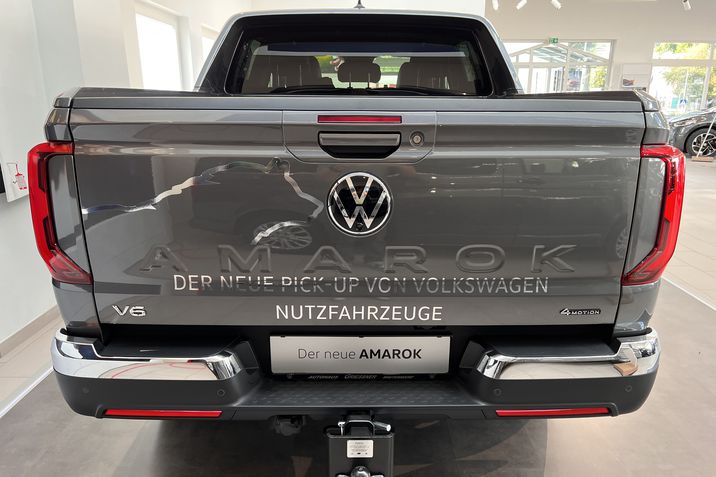 AMAROK
DER NEUE PICK-UP VON VOLKSWAGEN
NUTZFAHRZEUGE
V6
4MOTION
Der neue AMAROK